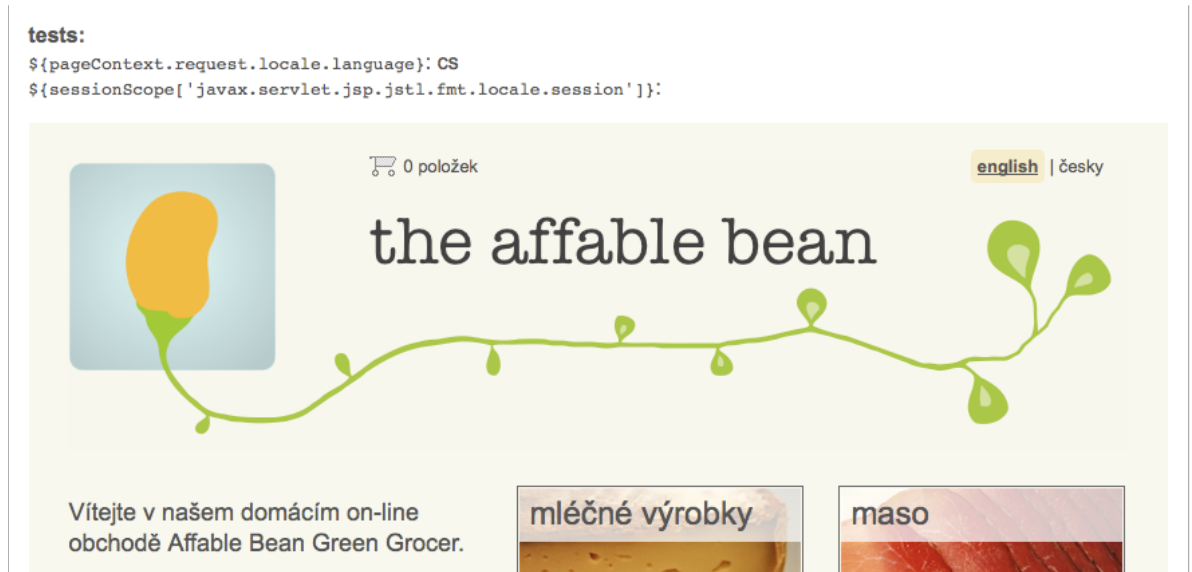 tests:
${pageContext.request.locale.language}: CS
${sessionScope['javax.servlet.jsp.jstl.fmt.locale.session']}:
0 položek
english | česky
the affable bean
Vítejte v našem domácím on-line
obchodě Affable Bean Green Grocer.
mléčné výrobky
maso